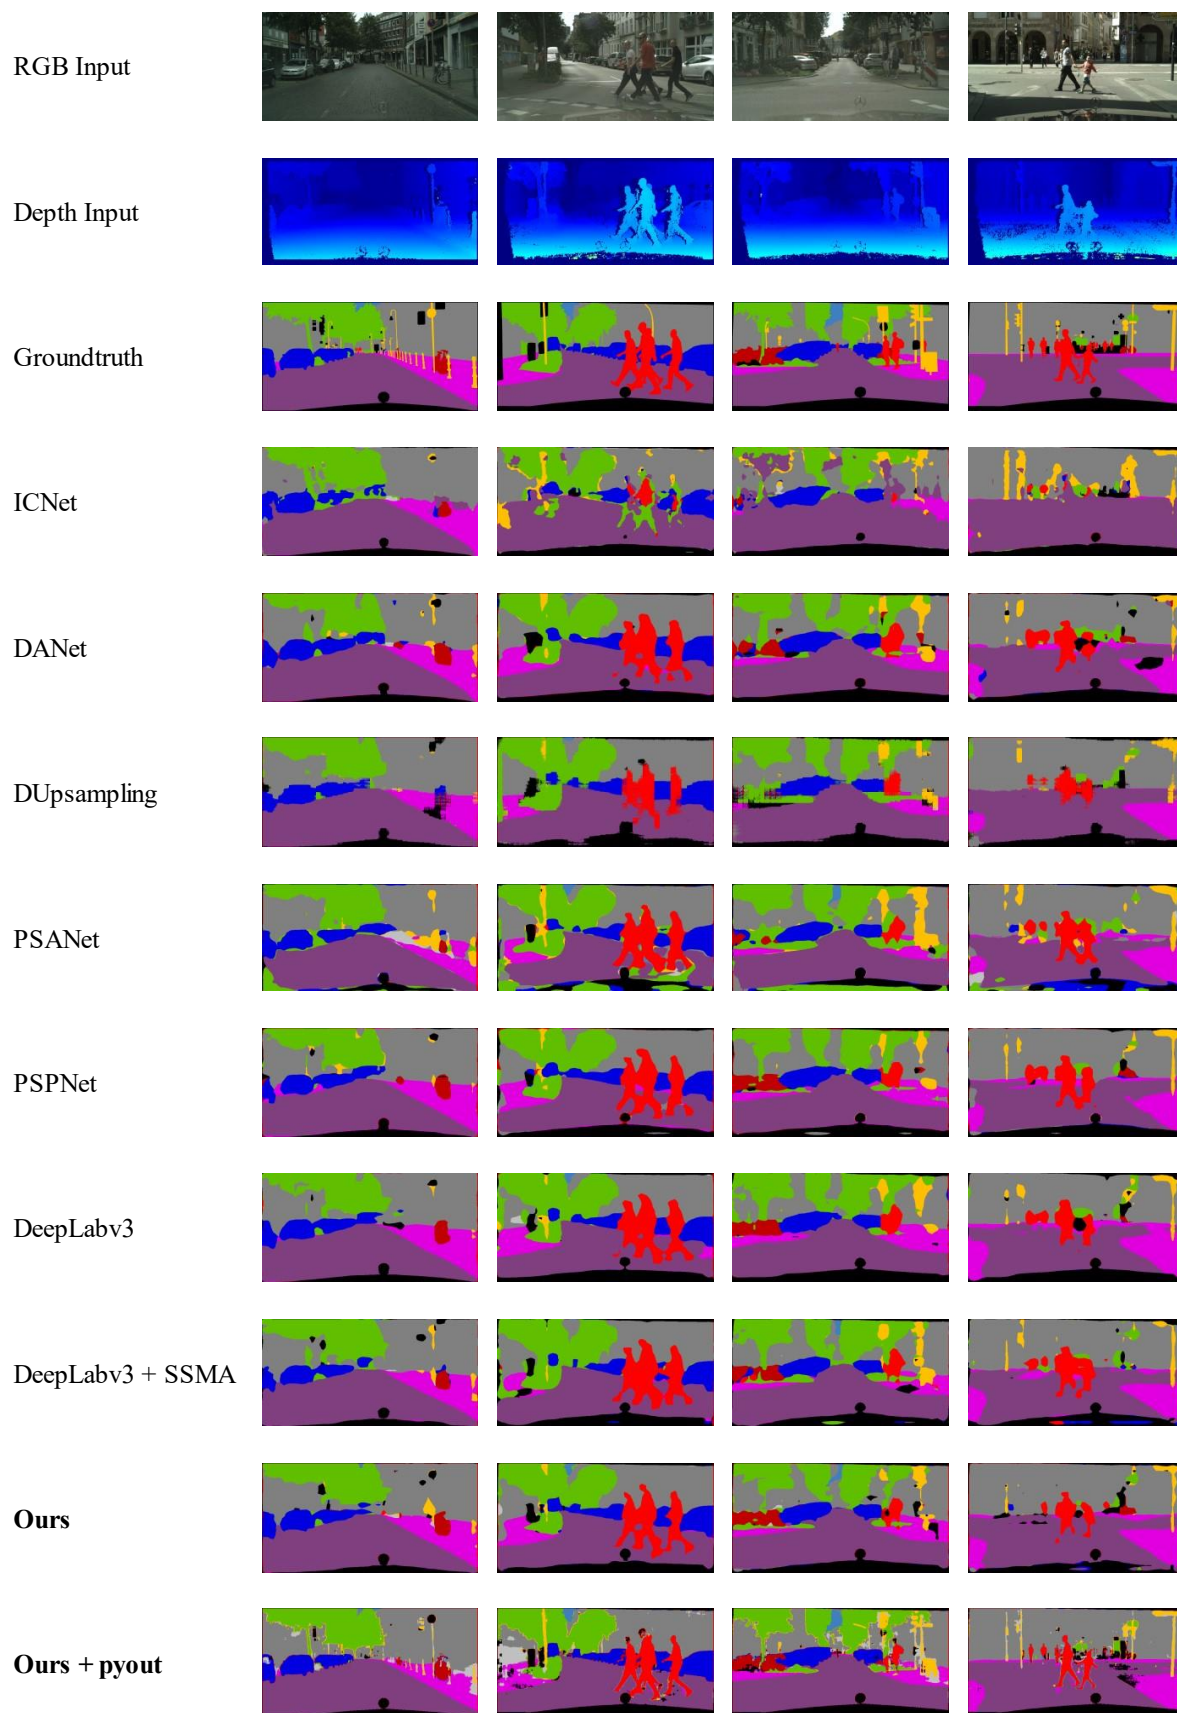 RGB Input
Depth Input
Groundtruth
ICNet
DANet
DUpsampling
PSANet
PSPNet
DeepLabv3
DeepLabv3 + SSMA
Ours
Ours + pyout